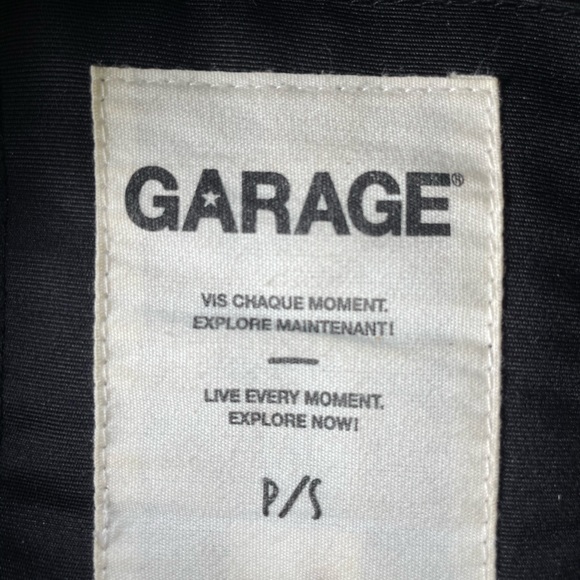 GARAGE®
VIS CHAQUE MOMENT.
EXPLORE MAINTENANT!
LIVE EVERY MOMENT.
EXPLORE NOW!
P/S